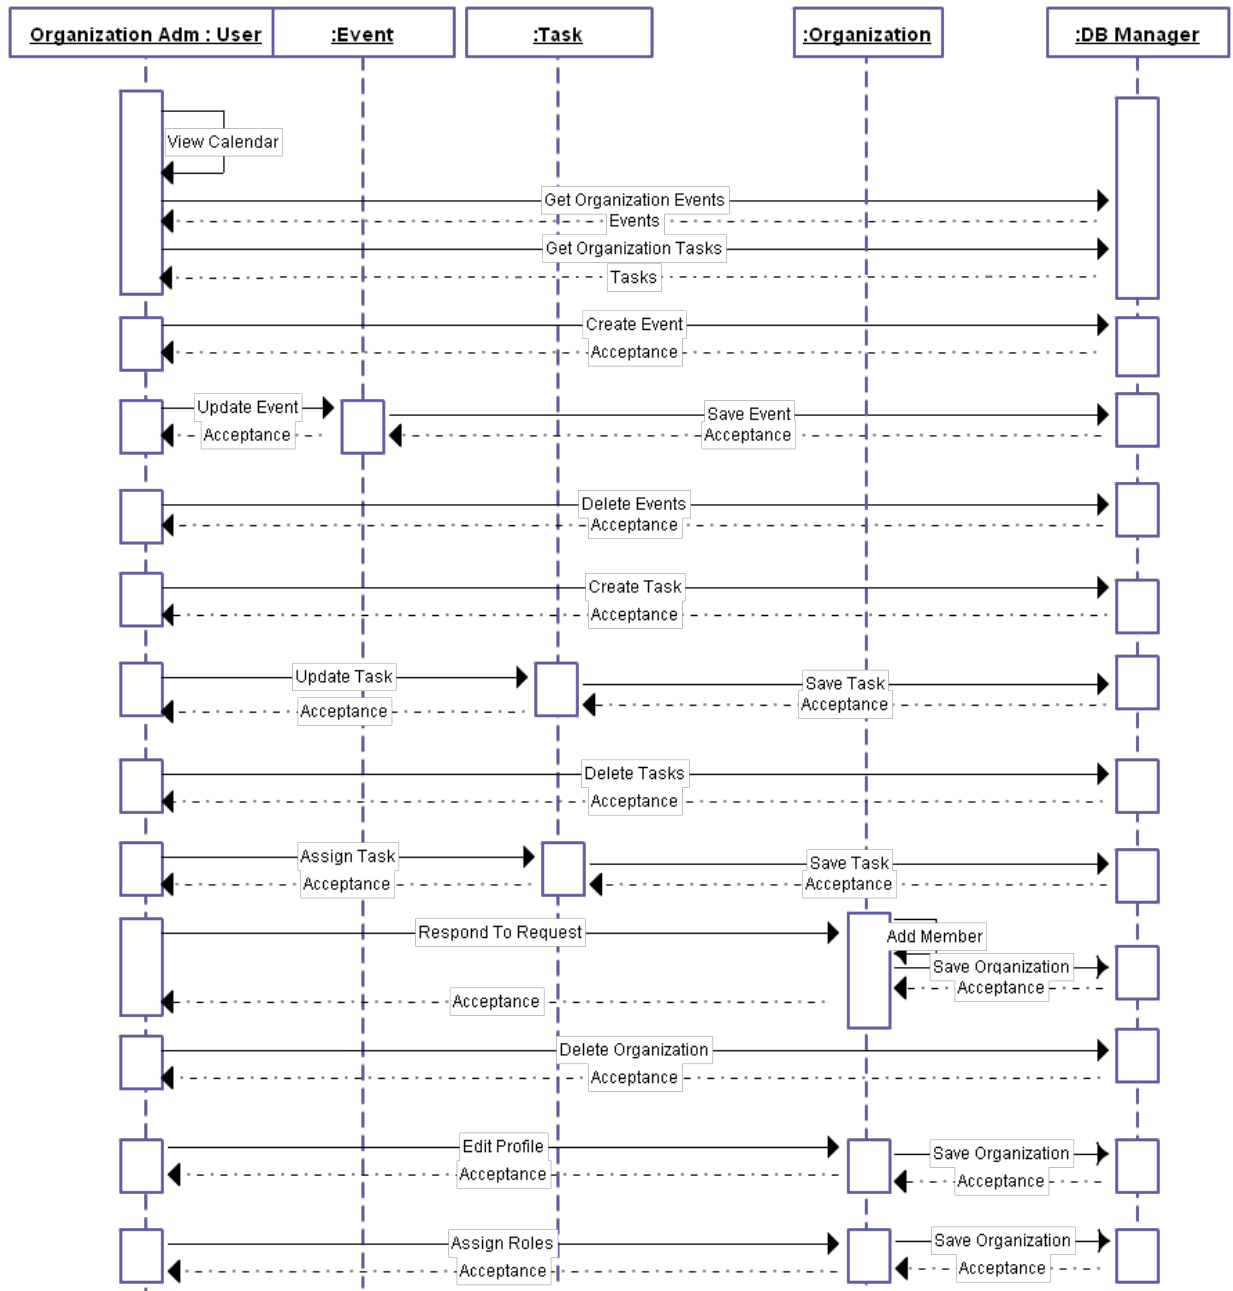 Organization Adm : User
:Event
:Task
:Organization
:DB Manager
View Calendar
Get Organization Events
Events
Get Organization Tasks
Tasks
Create Event
Acceptance
Update Event
Save Event
Acceptance
Acceptance
Delete Events
Acceptance
Create Task
Acceptance
Update Task
Save Task
Acceptance
Acceptance
Delete Tasks
Acceptance
Assign Task
Save Task
Acceptance
Acceptance
Respond To Request
Add Member
Save Organization
Acceptance
Acceptance
Delete Organization
Acceptance
Edit Profile
Save Organization
Acceptance
Acceptance
Assign Roles
Save Organization
Acceptance
Acceptance